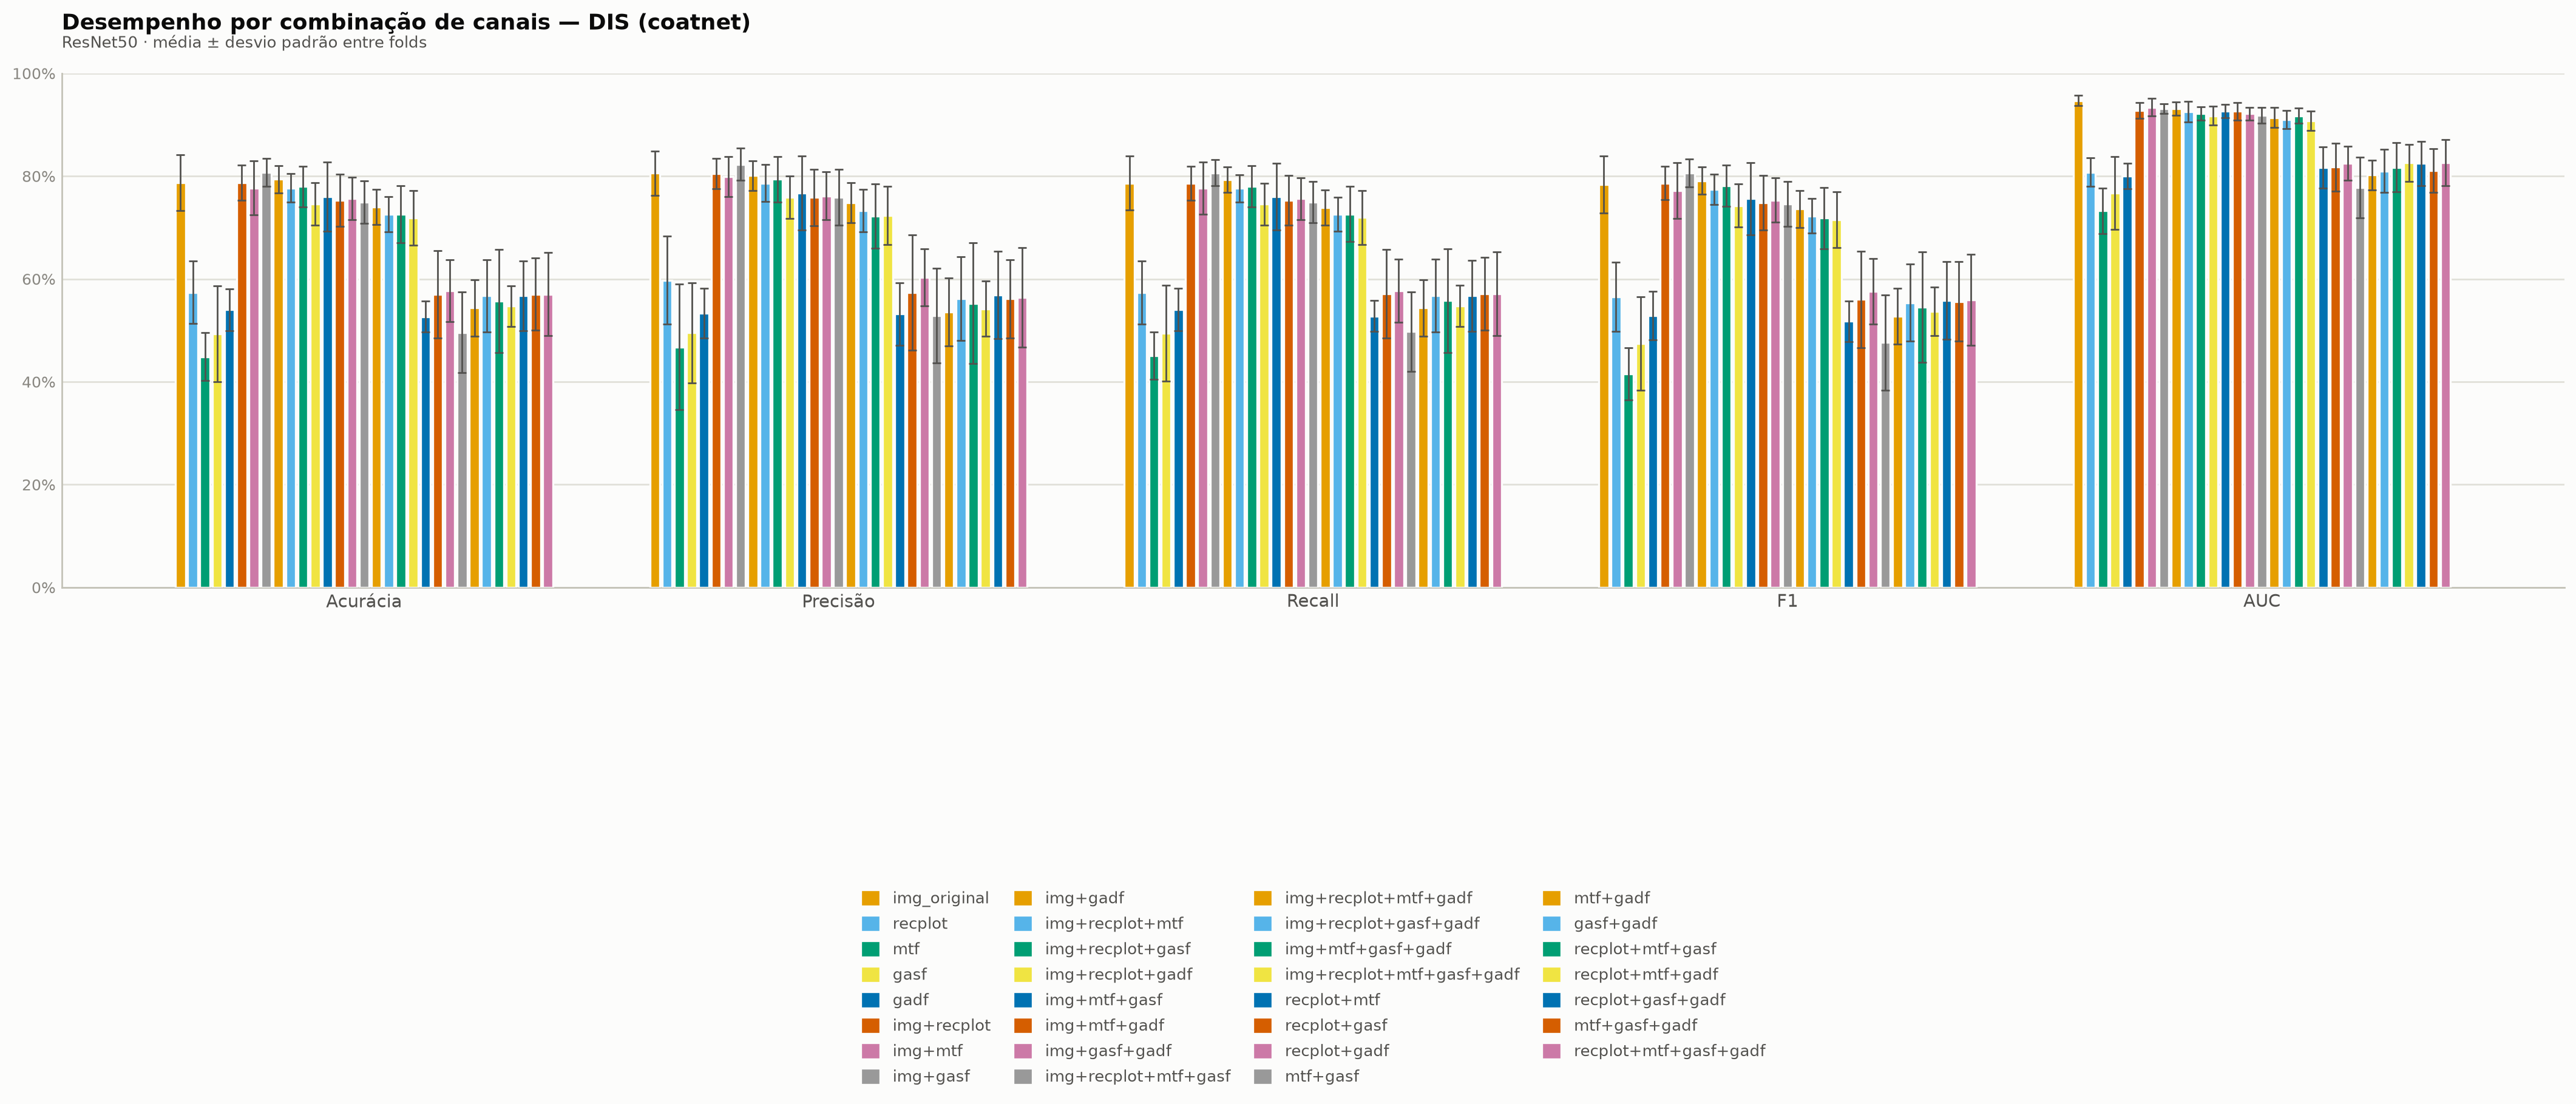 Desempenho por combinação de canais — DIS (coatnet)
ResNet50 · média ± desvio padrão entre folds
100%
80%
60%
40%
20%
0%
Acurácia
Precisão
Recall
F1
AUC
img_original
recplot
mtf
gasf
gadf
img+recplot
img+mtf
img+gasf
img+gadf
img+recplot+mtf
img+recplot+gasf
img+recplot+gadf
img+mtf+gasf
img+mtf+gadf
img+gasf+gadf
img+recplot+mtf+gasf
img+recplot+mtf+gadf
img+recplot+gasf+gadf
img+mtf+gasf+gadf
img+recplot+mtf+gasf+gadf
recplot+mtf
recplot+gasf
recplot+gadf
mtf+gasf
mtf+gadf
gasf+gadf
recplot+mtf+gasf
recplot+mtf+gadf
recplot+gasf+gadf
mtf+gasf+gadf
recplot+mtf+gasf+gadf